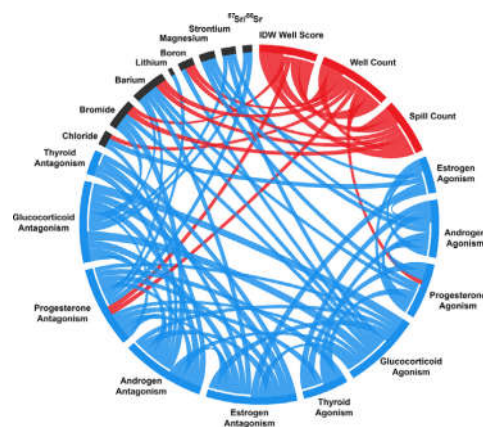 ⁸⁷Sr/⁸⁶Sr
Strontium
Magnesium
Boron
Lithium
Barium
Bromide
Chloride
Thyroid
Antagonism
Glucocorticoid
Antagonism
Progesterone
Antagonism
Androgen
Antagonism
Estrogen
Antagonism
Thyroid
Agonism
Glucocorticoid
Agonism
Progesterone
Agonism
Androgen
Agonism
Estrogen
Agonism
Spill Count
Well Count
IDW Well Score